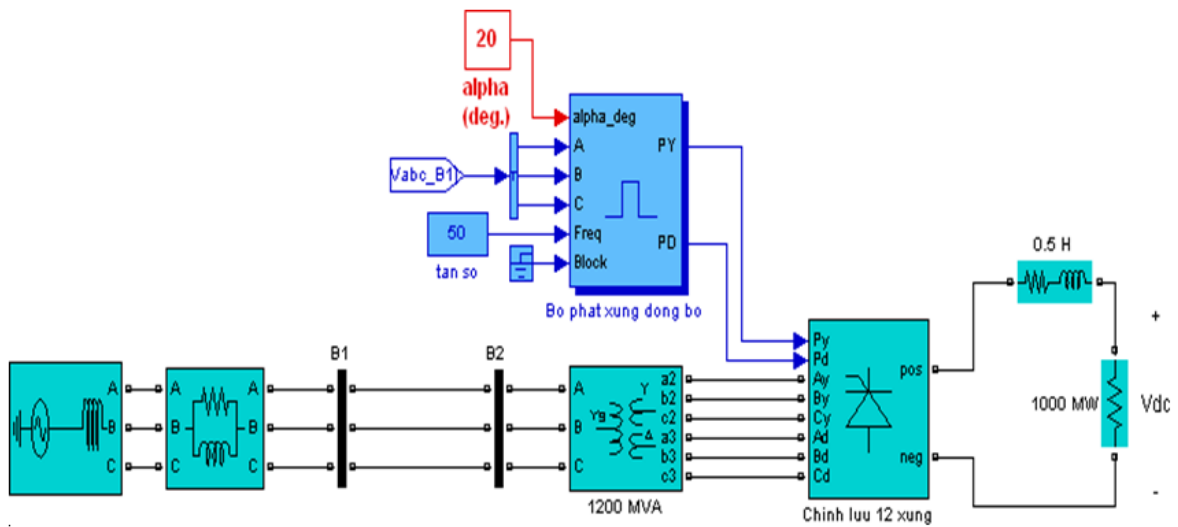 20
alpha
(deg.)
alpha_deg
A
B
C
Freq
Block
PY
PD
Vabc_B1
T
50
tan so
Bo phat xung dong bo
0.5 H
+
1000 MW
Vdc
-
B1
B2
A
B
C
A
B
C
A
B
C
A
B
C
Yg
Y
Δ
a2
b2
c2
a3
b3
c3
1200 MVA
Py
Pd
Ay
By
Cy
Ad
Bd
Cd
pos
neg
Chinh luu 12 xung